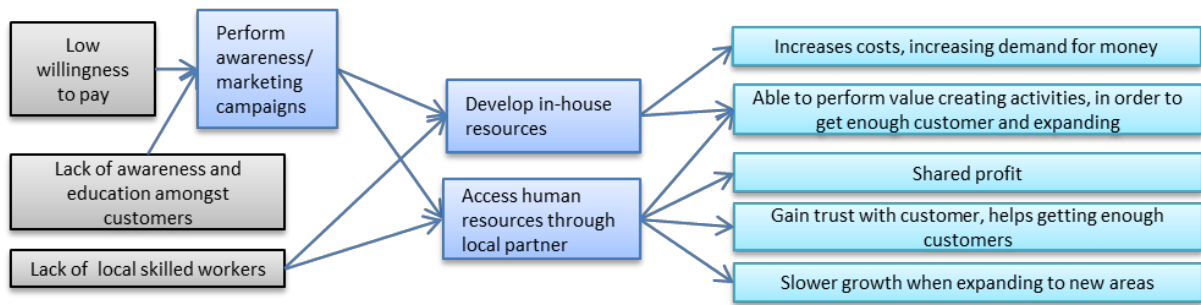 Low
willingness
to pay
Lack of awareness and
education amongst
customers
Lack of  local skilled workers
Perform
awareness/
marketing
campaigns
Develop in-house
resources
Access human
resources through
local partner
Increases costs, increasing demand for money
Able to perform value creating activities, in order to
get enough customer and expanding
Shared profit
Gain trust with customer, helps getting enough
customers
Slower growth when expanding to new areas